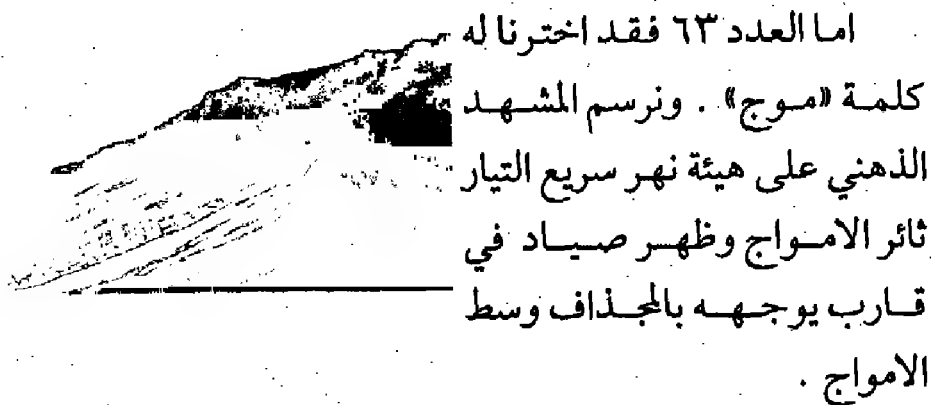 اما العدد ٦٣ فقد اخترنا له
كلمة «موج» . ونرسم المشهد
الذهني على هيئة نهر سريع التيار
ثائر الامواج وظهر صياد في
قارب يوجهه بالمجذاف وسط
الامواج .